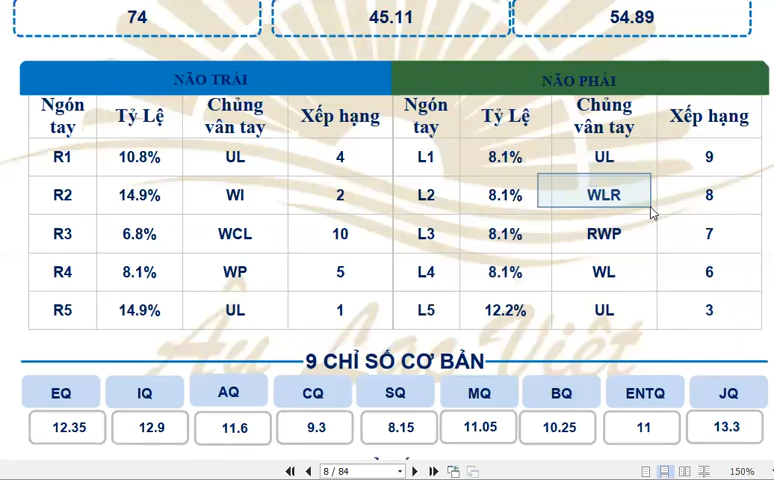 74 45.11 54.89
NÃO TRÁI NÃO PHẢI
Ngón tay Tỷ Lệ Chủng vân tay Xếp hạng Ngón tay Tỷ Lệ Chủng vân tay Xếp hạng
R1 10.8% UL 4 L1 8.1% UL 9
R2 14.9% WI 2 L2 8.1% WLR 8
R3 6.8% WCL 10 L3 8.1% RWP 7
R4 8.1% WP 5 L4 8.1% WL 6
R5 14.9% UL 1 L5 12.2% UL 3
Âu Lạc Việt
9 CHỈ SỐ CƠ BẢN
EQ IQ AQ CQ SQ MQ BQ ENTQ JQ
12.35 12.9 11.6 9.3 8.15 11.05 10.25 11 13.3
8 / 84 150%